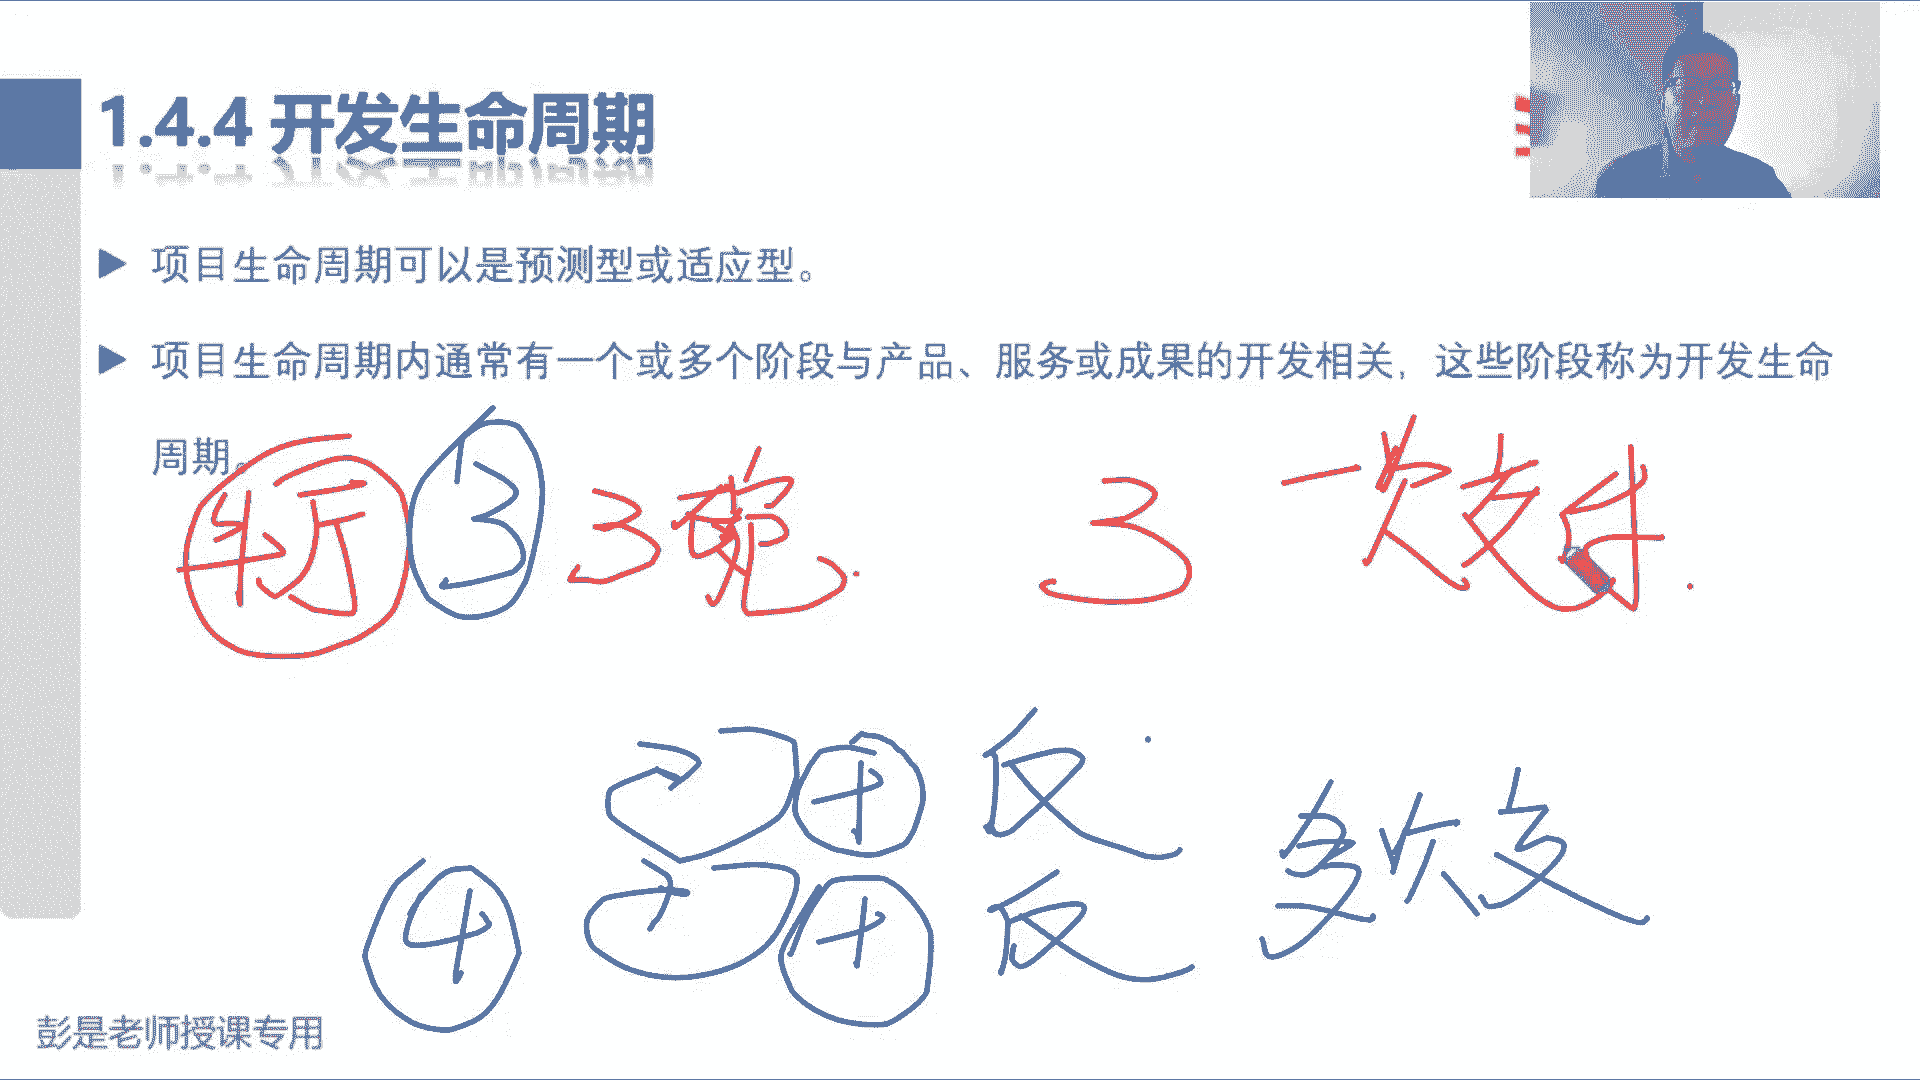 1.4.4 开发生命周期
项目生命周期可以是预测型或适应型。
项目生命周期内通常有一个或多个阶段与产品、服务或成果的开发相关，这些阶段称为开发生命
周期。
3 3 3 一次支付.
反
4 反 多次支
彭是老师授课专用